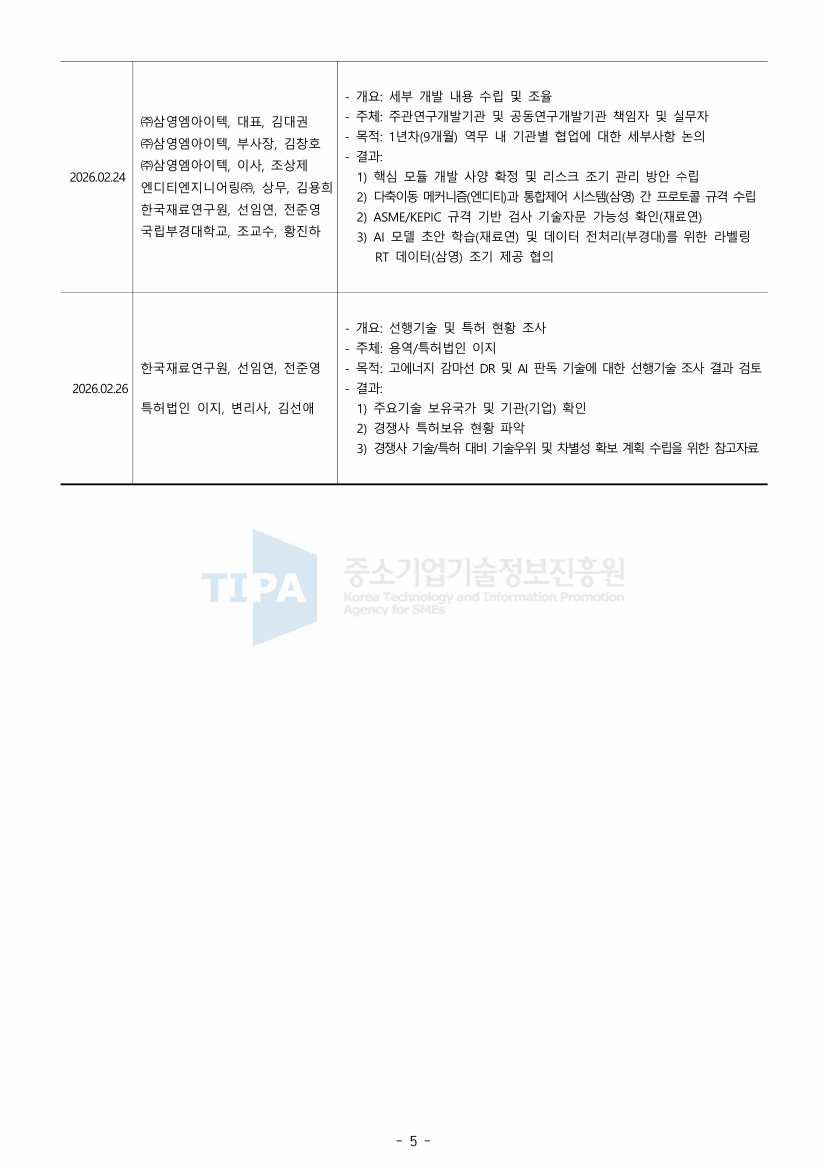 2026.02.24
㈜삼영엠아이텍, 대표, 김대권
㈜삼영엠아이텍, 부사장, 김창호
㈜삼영엠아이텍, 이사, 조상제
엔디티엔지니어링㈜, 상무, 김용희
한국재료연구원, 선임연, 전준영
국립부경대학교, 조교수, 황진하
- 개요: 세부 개발 내용 수립 및 조율
- 주체: 주관연구개발기관 및 공동연구개발기관 책임자 및 실무자
- 목적: 1년차(9개월) 역무 내 기관별 협업에 대한 세부사항 논의
- 결과:
1) 핵심 모듈 개발 사양 확정 및 리스크 조기 관리 방안 수립
2) 다축이동 메커니즘(엔디티)과 통합제어 시스템(삼영) 간 프로토콜 규격 수립
2) ASME/KEPIC 규격 기반 검사 기술자문 가능성 확인(재료연)
3) AI 모델 초안 학습(재료연) 및 데이터 전처리(부경대)를 위한 라벨링
RT 데이터(삼영) 조기 제공 협의
2026.02.26
한국재료연구원, 선임연, 전준영
특허법인 이지, 변리사, 김선애
- 개요: 선행기술 및 특허 현황 조사
- 주체: 용역/특허법인 이지
- 목적: 고에너지 감마선 DR 및 AI 판독 기술에 대한 선행기술 조사 결과 검토
- 결과:
1) 주요기술 보유국가 및 기관(기업) 확인
2) 경쟁사 특허보유 현황 파악
3) 경쟁사 기술/특허 대비 기술우위 및 차별성 확보 계획 수립을 위한 참고자료
TIPA
중소기업기술정보진흥원
Korea Technology and Information Promotion
Agency for SMEs
- 5 -